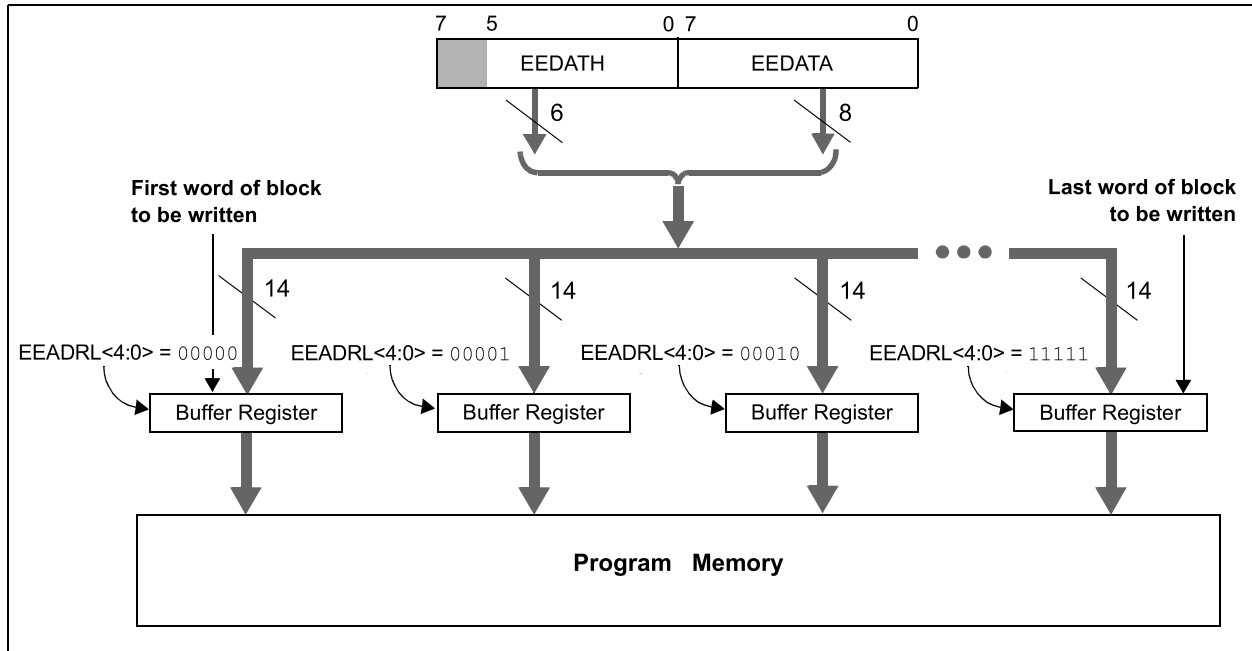 7 5 0 7 0
EEDATH EEDATA
6 8
First word of block
to be written
Last word of block
to be written
14 14 14 14
EEADRL<4:0> = 00000 EEADRL<4:0> = 00001 EEADRL<4:0> = 00010 EEADRL<4:0> = 11111
Buffer Register Buffer Register Buffer Register Buffer Register
Program Memory